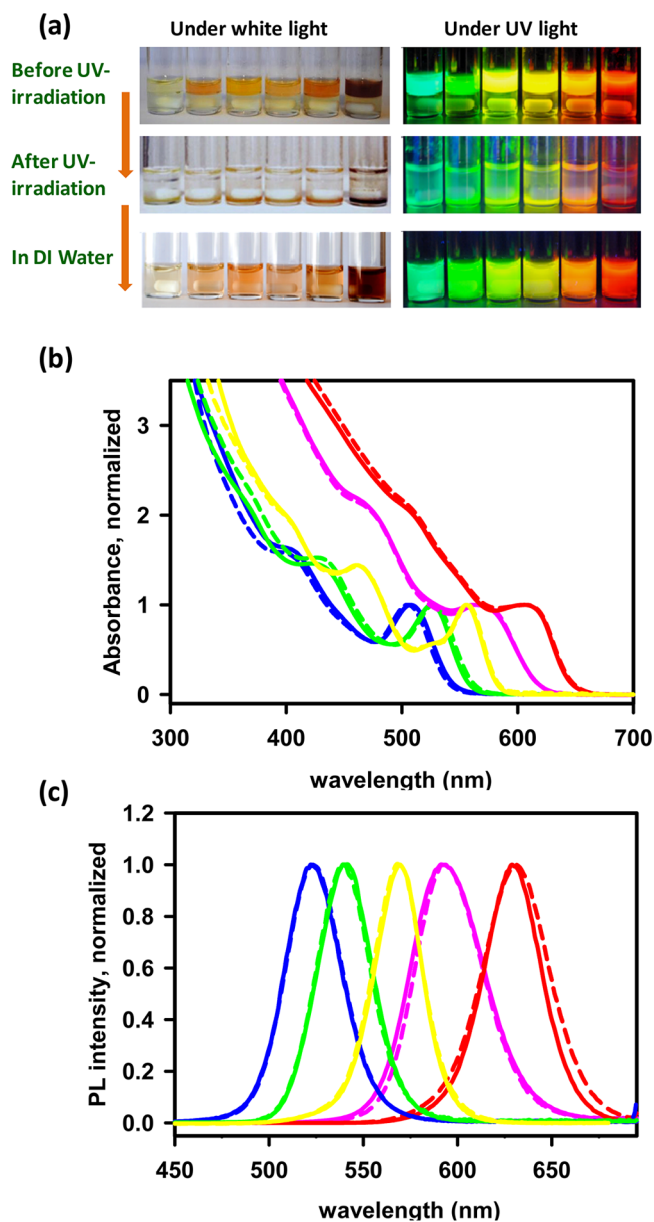 (a)
Under white light
Under UV light
Before UV-
irradiation
After UV-
irradiation
In DI Water
(b)
3
2
1
0
Absorbance, normalized
300 400 500 600 700
wavelength (nm)
(c)
1.2
1.0
0.8
0.6
0.4
0.2
0.0
PL intensity, normalized
450 500 550 600 650
wavelength (nm)